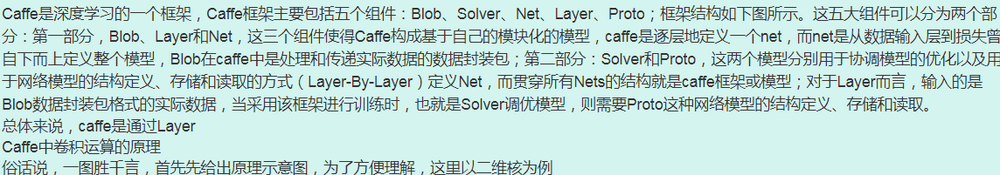 Caffe是深度学习的一个框架，Caffe框架主要包括五个组件：Blob、Solver、Net、Layer、Proto；框架结构如下图所示。这五大组件可以分为两个部
分：第一部分，Blob、Layer和Net，这三个组件使得Caffe构成基于自己的模块化的模型，caffe是逐层地定义一个net，而net是从数据输入层到损失曾
自下而上定义整个模型，Blob在caffe中是处理和传递实际数据的数据封装包；第二部分：Solver和Proto，这两个模型分别用于协调模型的优化以及用
于网络模型的结构定义、存储和读取的方式（Layer-By-Layer）定义Net，而贯穿所有Nets的结构就是caffe框架或模型；对于Layer而言，输入的是
Blob数据封装包格式的实际数据，当采用该框架进行训练时，也就是Solver调优模型，则需要Proto这种网络模型的结构定义、存储和读取。
总体来说，caffe是通过Layer
Caffe中卷积运算的原理
俗话说，一图胜千言，首先先给出原理示意图，为了方便理解，这里以二维核为例